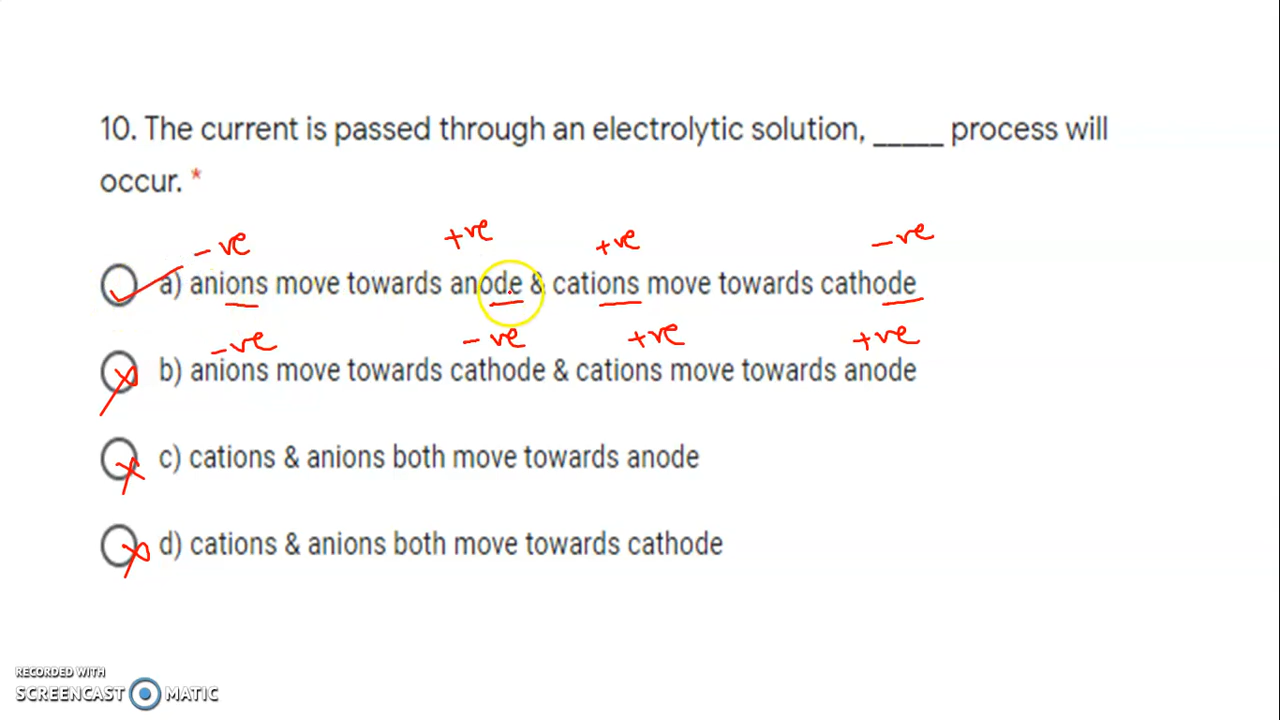 10. The current is passed through an electrolytic solution, _____ process will
occur. *
-ve +ve +ve -ve
a) anions move towards anode & cations move towards cathode
-ve -ve +ve +ve
b) anions move towards cathode & cations move towards anode
c) cations & anions both move towards anode
d) cations & anions both move towards cathode
RECORDED WITH
SCREENCAST MATIC